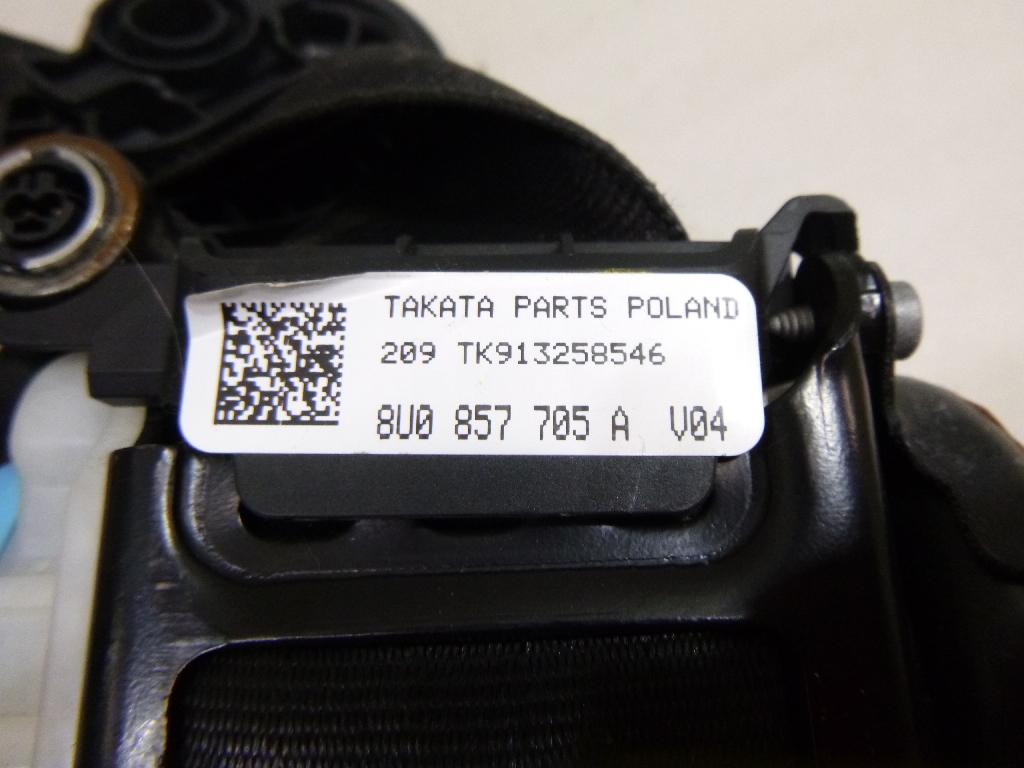 TAKATA PARTS POLAND
209 TK913258546
8U0 857 705 A V04